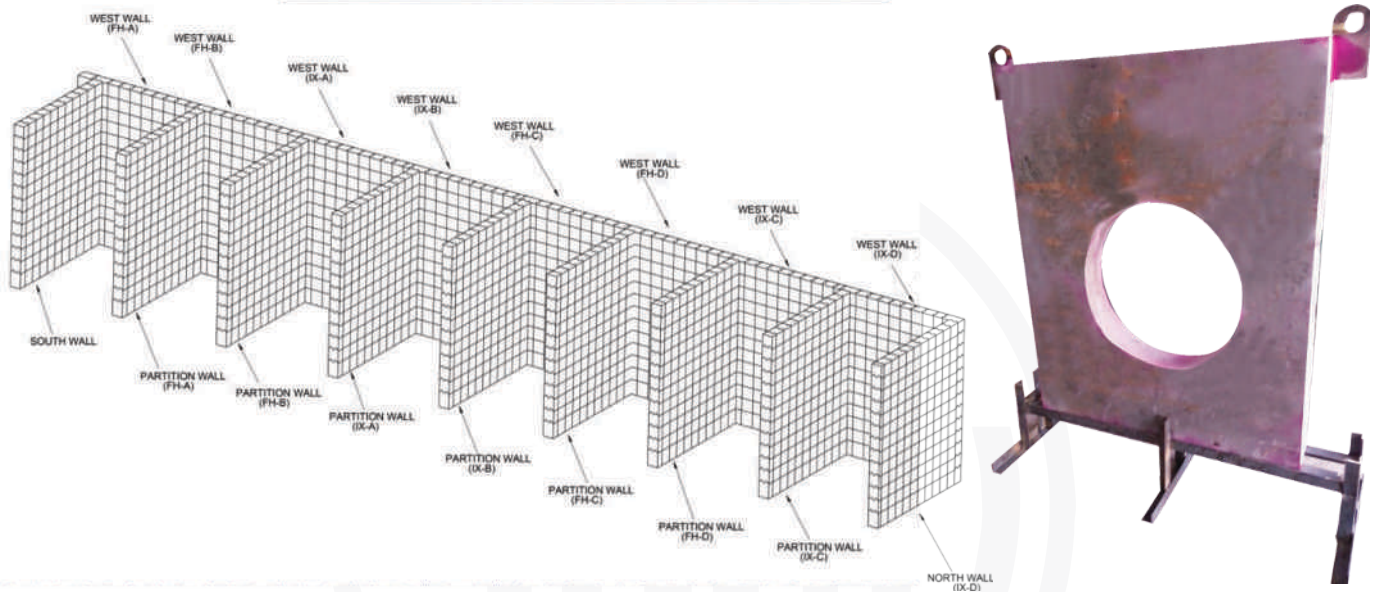 WEST WALL
(FH-A)
WEST WALL
(FH-B)
WEST WALL
(IX-A)
WEST WALL
(IX-B)
WEST WALL
(FH-C)
WEST WALL
(FH-D)
WEST WALL
(IX-C)
WEST WALL
(IX-D)
SOUTH WALL
PARTITION WALL
(FH-A)
PARTITION WALL
(FH-B)
PARTITION WALL
(IX-A)
PARTITION WALL
(IX-B)
PARTITION WALL
(FH-C)
PARTITION WALL
(FH-D)
PARTITION WALL
(IX-C)
NORTH WALL
(IX-D)